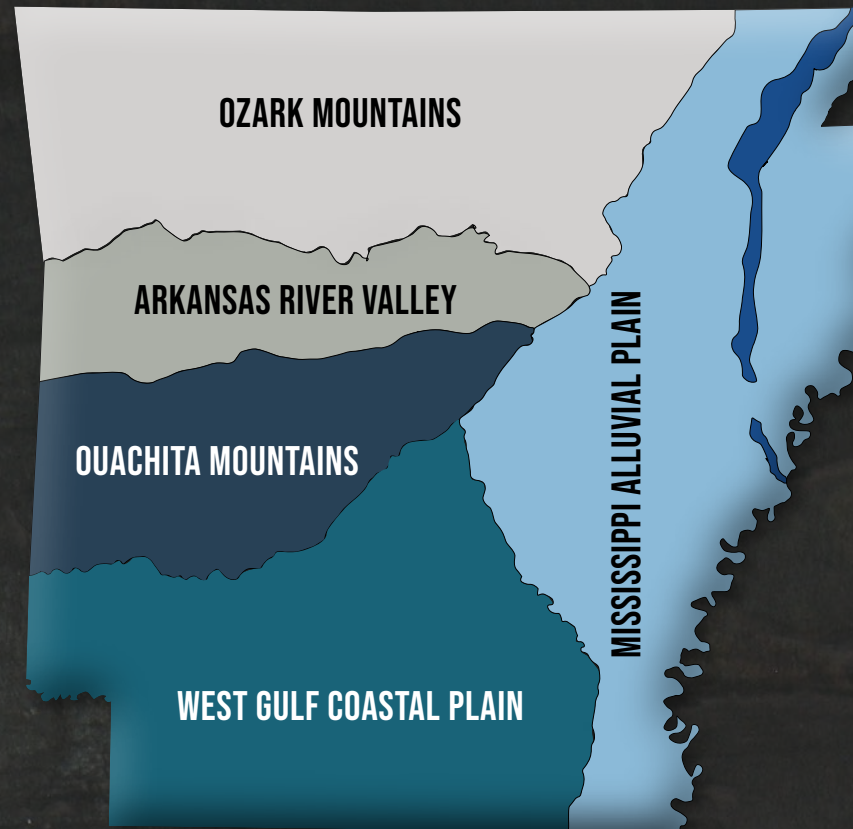 OZARK MOUNTAINS
ARKANSAS RIVER VALLEY
OUACHITA MOUNTAINS
MISSISSIPPI ALLUVIAL PLAIN
WEST GULF COASTAL PLAIN